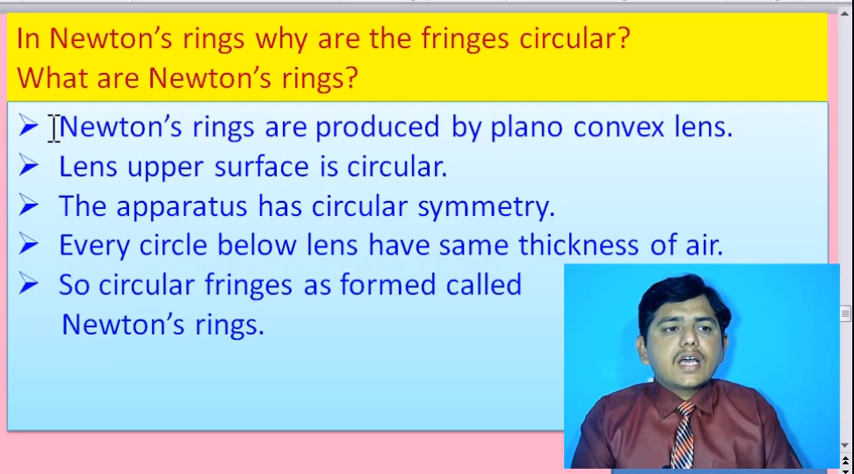 In Newton's rings why are the fringes circular?
What are Newton's rings?
➤ Newton's rings are produced by plano convex lens.
➤ Lens upper surface is circular.
➤ The apparatus has circular symmetry.
➤ Every circle below lens have same thickness of air.
➤ So circular fringes as formed called
Newton's rings.